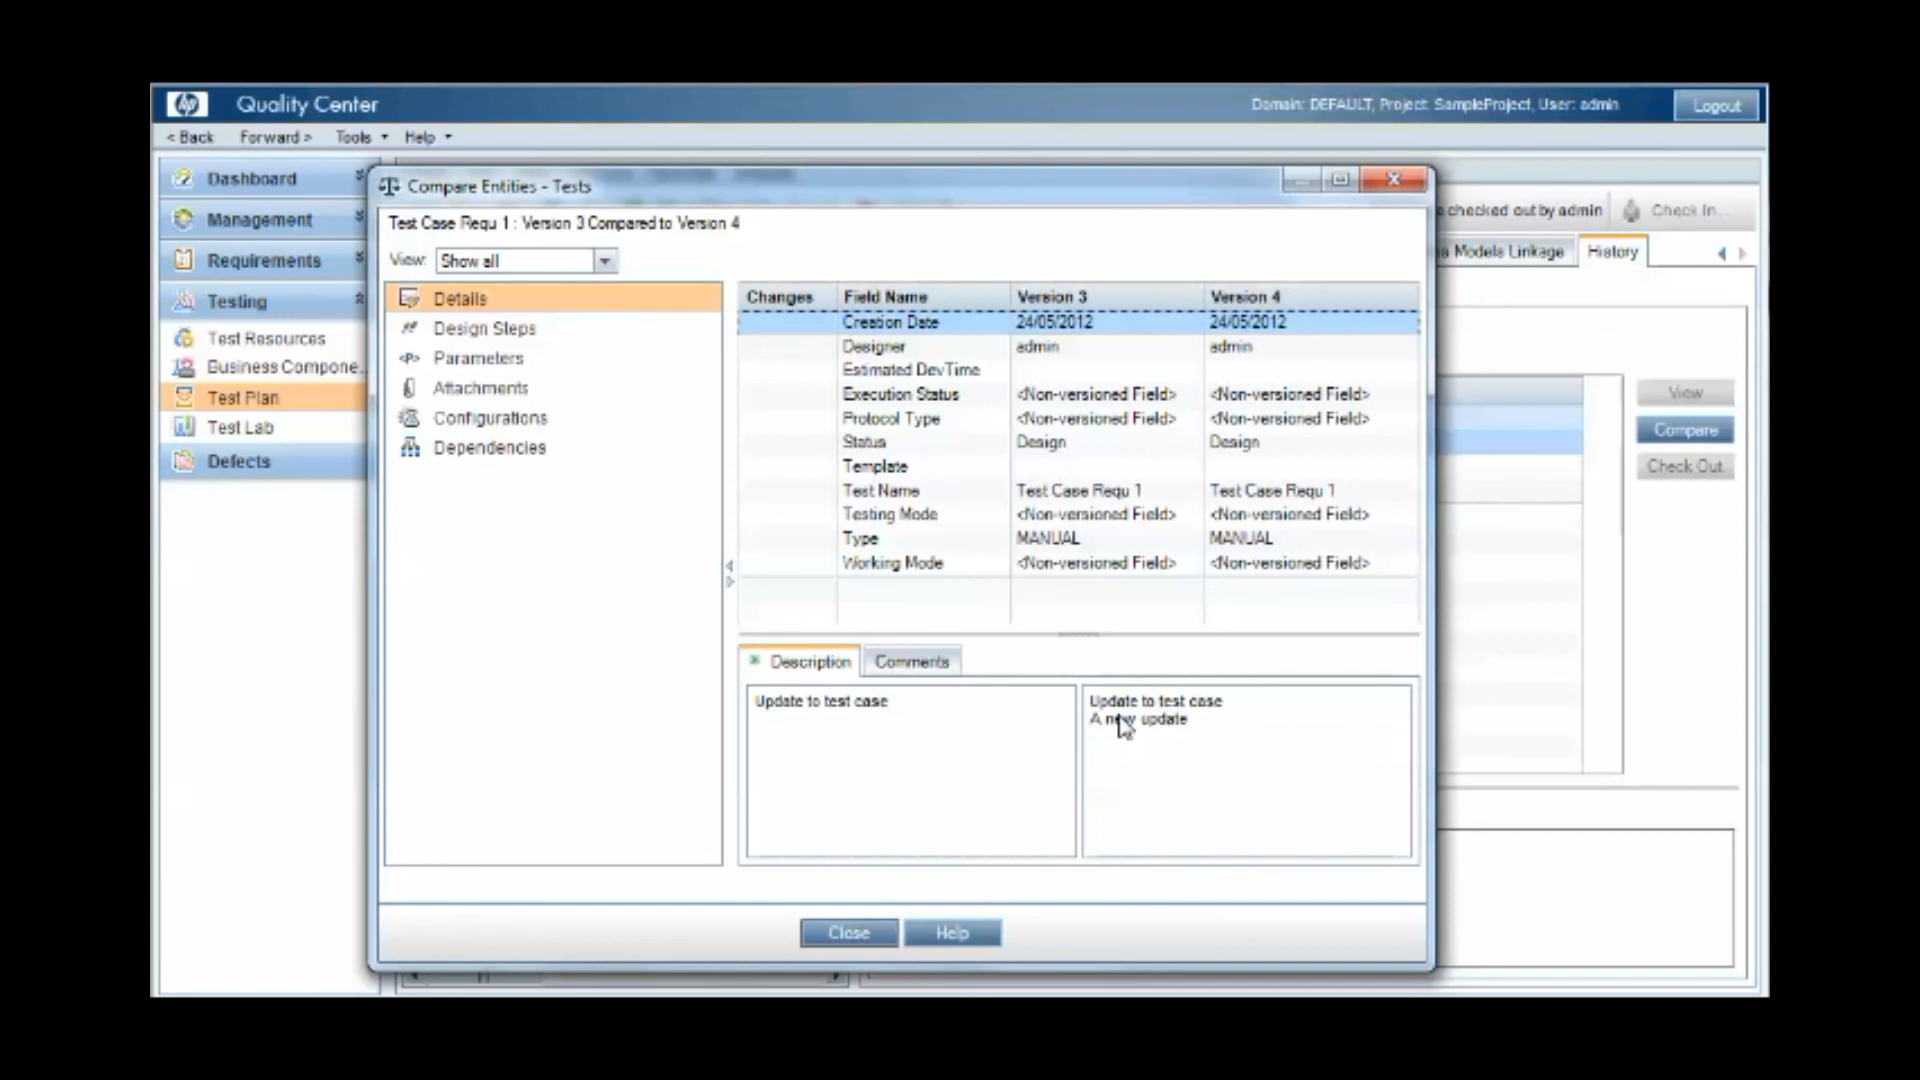 hp Quality Center
Domain: DEFAULT, Project: SampleProject, User: admin
Logout
< Back Forward > Tools Help
Dashboard
Management
Requirements
Testing
Test Resources
Business Compone...
Test Plan
Test Lab
Defects
Compare Entities - Tests
Test Case Requ 1 : Version 3 Compared to Version 4
View: Show all
Details
Design Steps
Parameters
Attachments
Configurations
Dependencies
Changes Field Name Version 3 Version 4
Creation Date 24/05/2012 24/05/2012
Designer admin admin
Estimated DevTime
Execution Status <Non-versioned Field> <Non-versioned Field>
Protocol Type <Non-versioned Field> <Non-versioned Field>
Status Design Design
Template
Test Name Test Case Requ 1 Test Case Requ 1
Testing Mode <Non-versioned Field> <Non-versioned Field>
Type MANUAL MANUAL
Working Mode <Non-versioned Field> <Non-versioned Field>
Description Comments
Update to test case
Update to test case
A new update
Close Help
checked out by admin
Check In...
Models Linkage History
View
Compare
Check Out